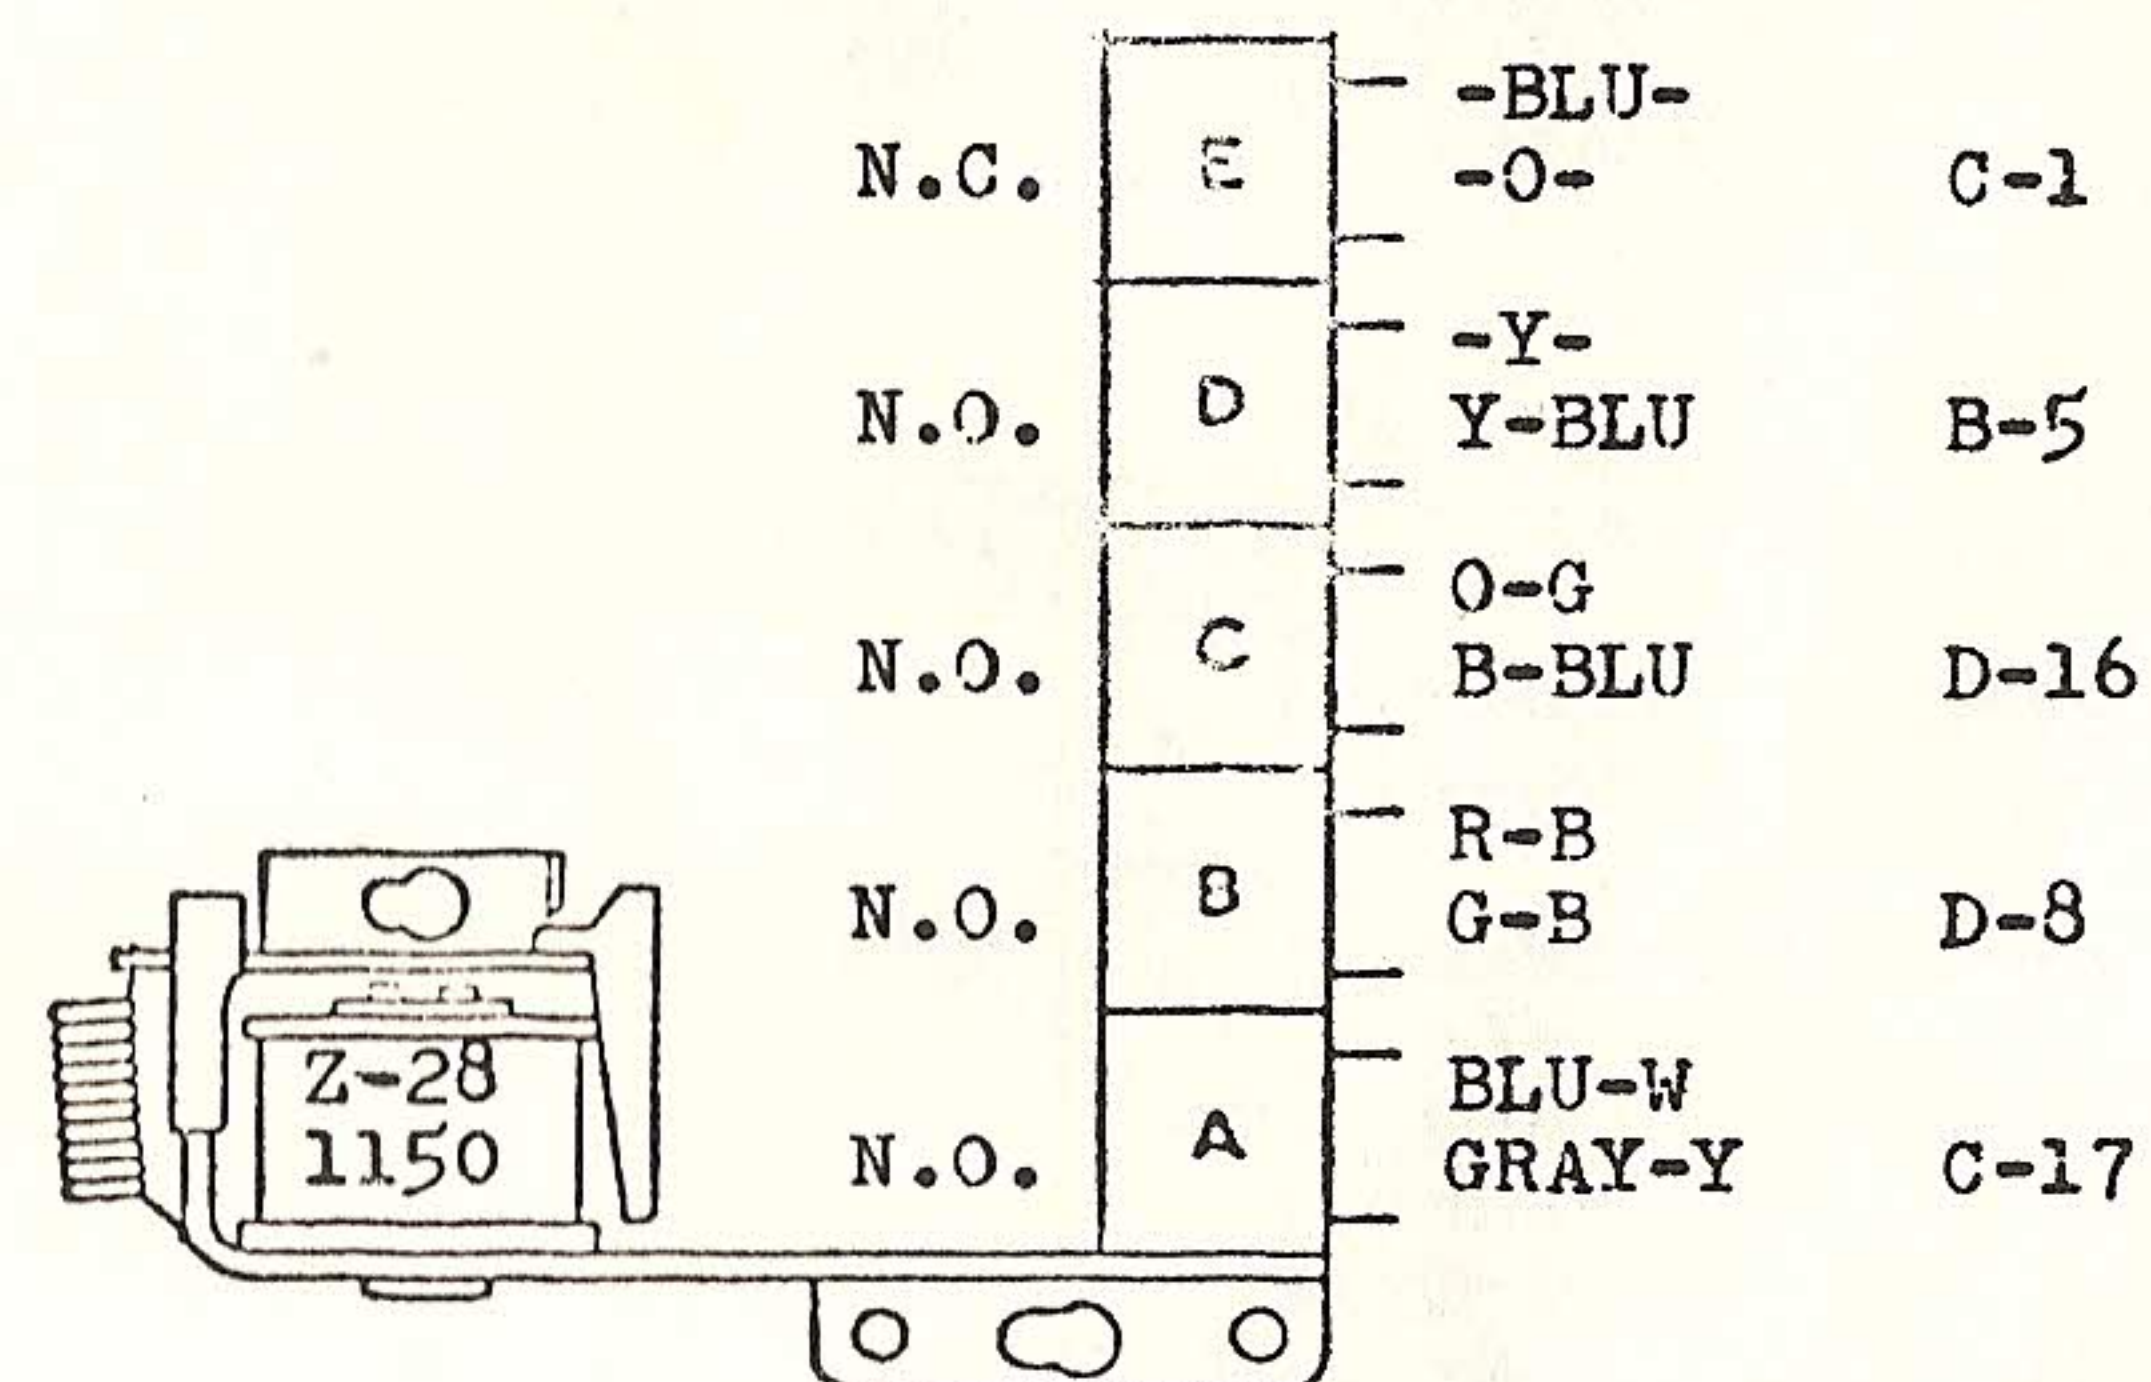 -BLU-
N.C. E -O- C-1
-Y-
N.O. D Y-BLU B-5
O-G
N.O. C B-BLU D-16
R-B
N.O. B G-B D-8
Z-28
1150
BLU-W
N.O. A GRAY-Y C-17